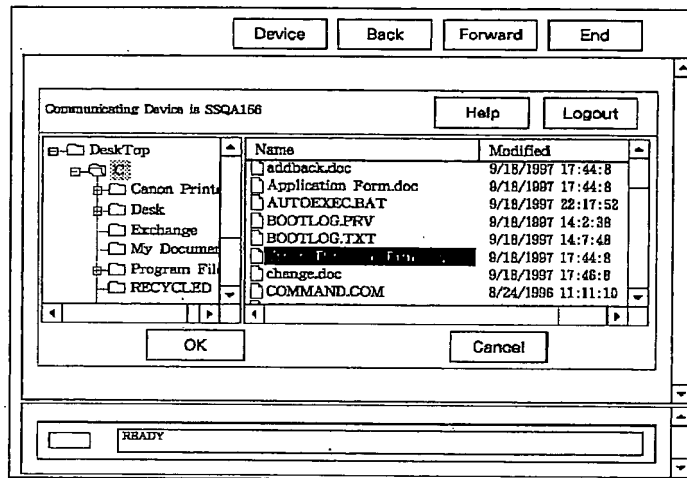 Device Back Forward End
Communicating Device is SSQA156 Help Logout
DeskTop
C
Canon Print
Desk
Exchange
My Documen
Program Fil
RECYCLED
Name Modified
addback.doc 9/18/1997 17:44:8
Application Form.doc 9/18/1997 17:44:8
AUTOEXEC.BAT 9/18/1997 22:17:52
BOOTLOG.PRV 9/18/1997 14:2:38
BOOTLOG.TXT 9/18/1997 14:7:48
9/18/1997 17:44:8
change.doc 9/18/1997 17:46:8
COMMAND.COM 8/24/1996 11:11:10
OK Cancel
READY